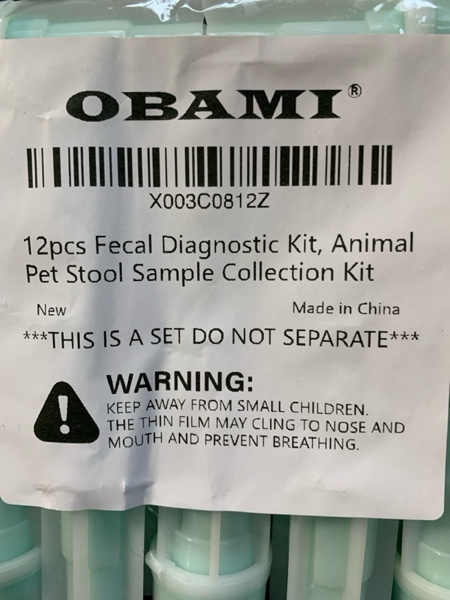 OBAMI®
X003C0812Z
12pcs Fecal Diagnostic Kit, Animal
Pet Stool Sample Collection Kit
New Made in China
***THIS IS A SET DO NOT SEPARATE***
WARNING:
KEEP AWAY FROM SMALL CHILDREN.
THE THIN FILM MAY CLING TO NOSE AND
MOUTH AND PREVENT BREATHING.